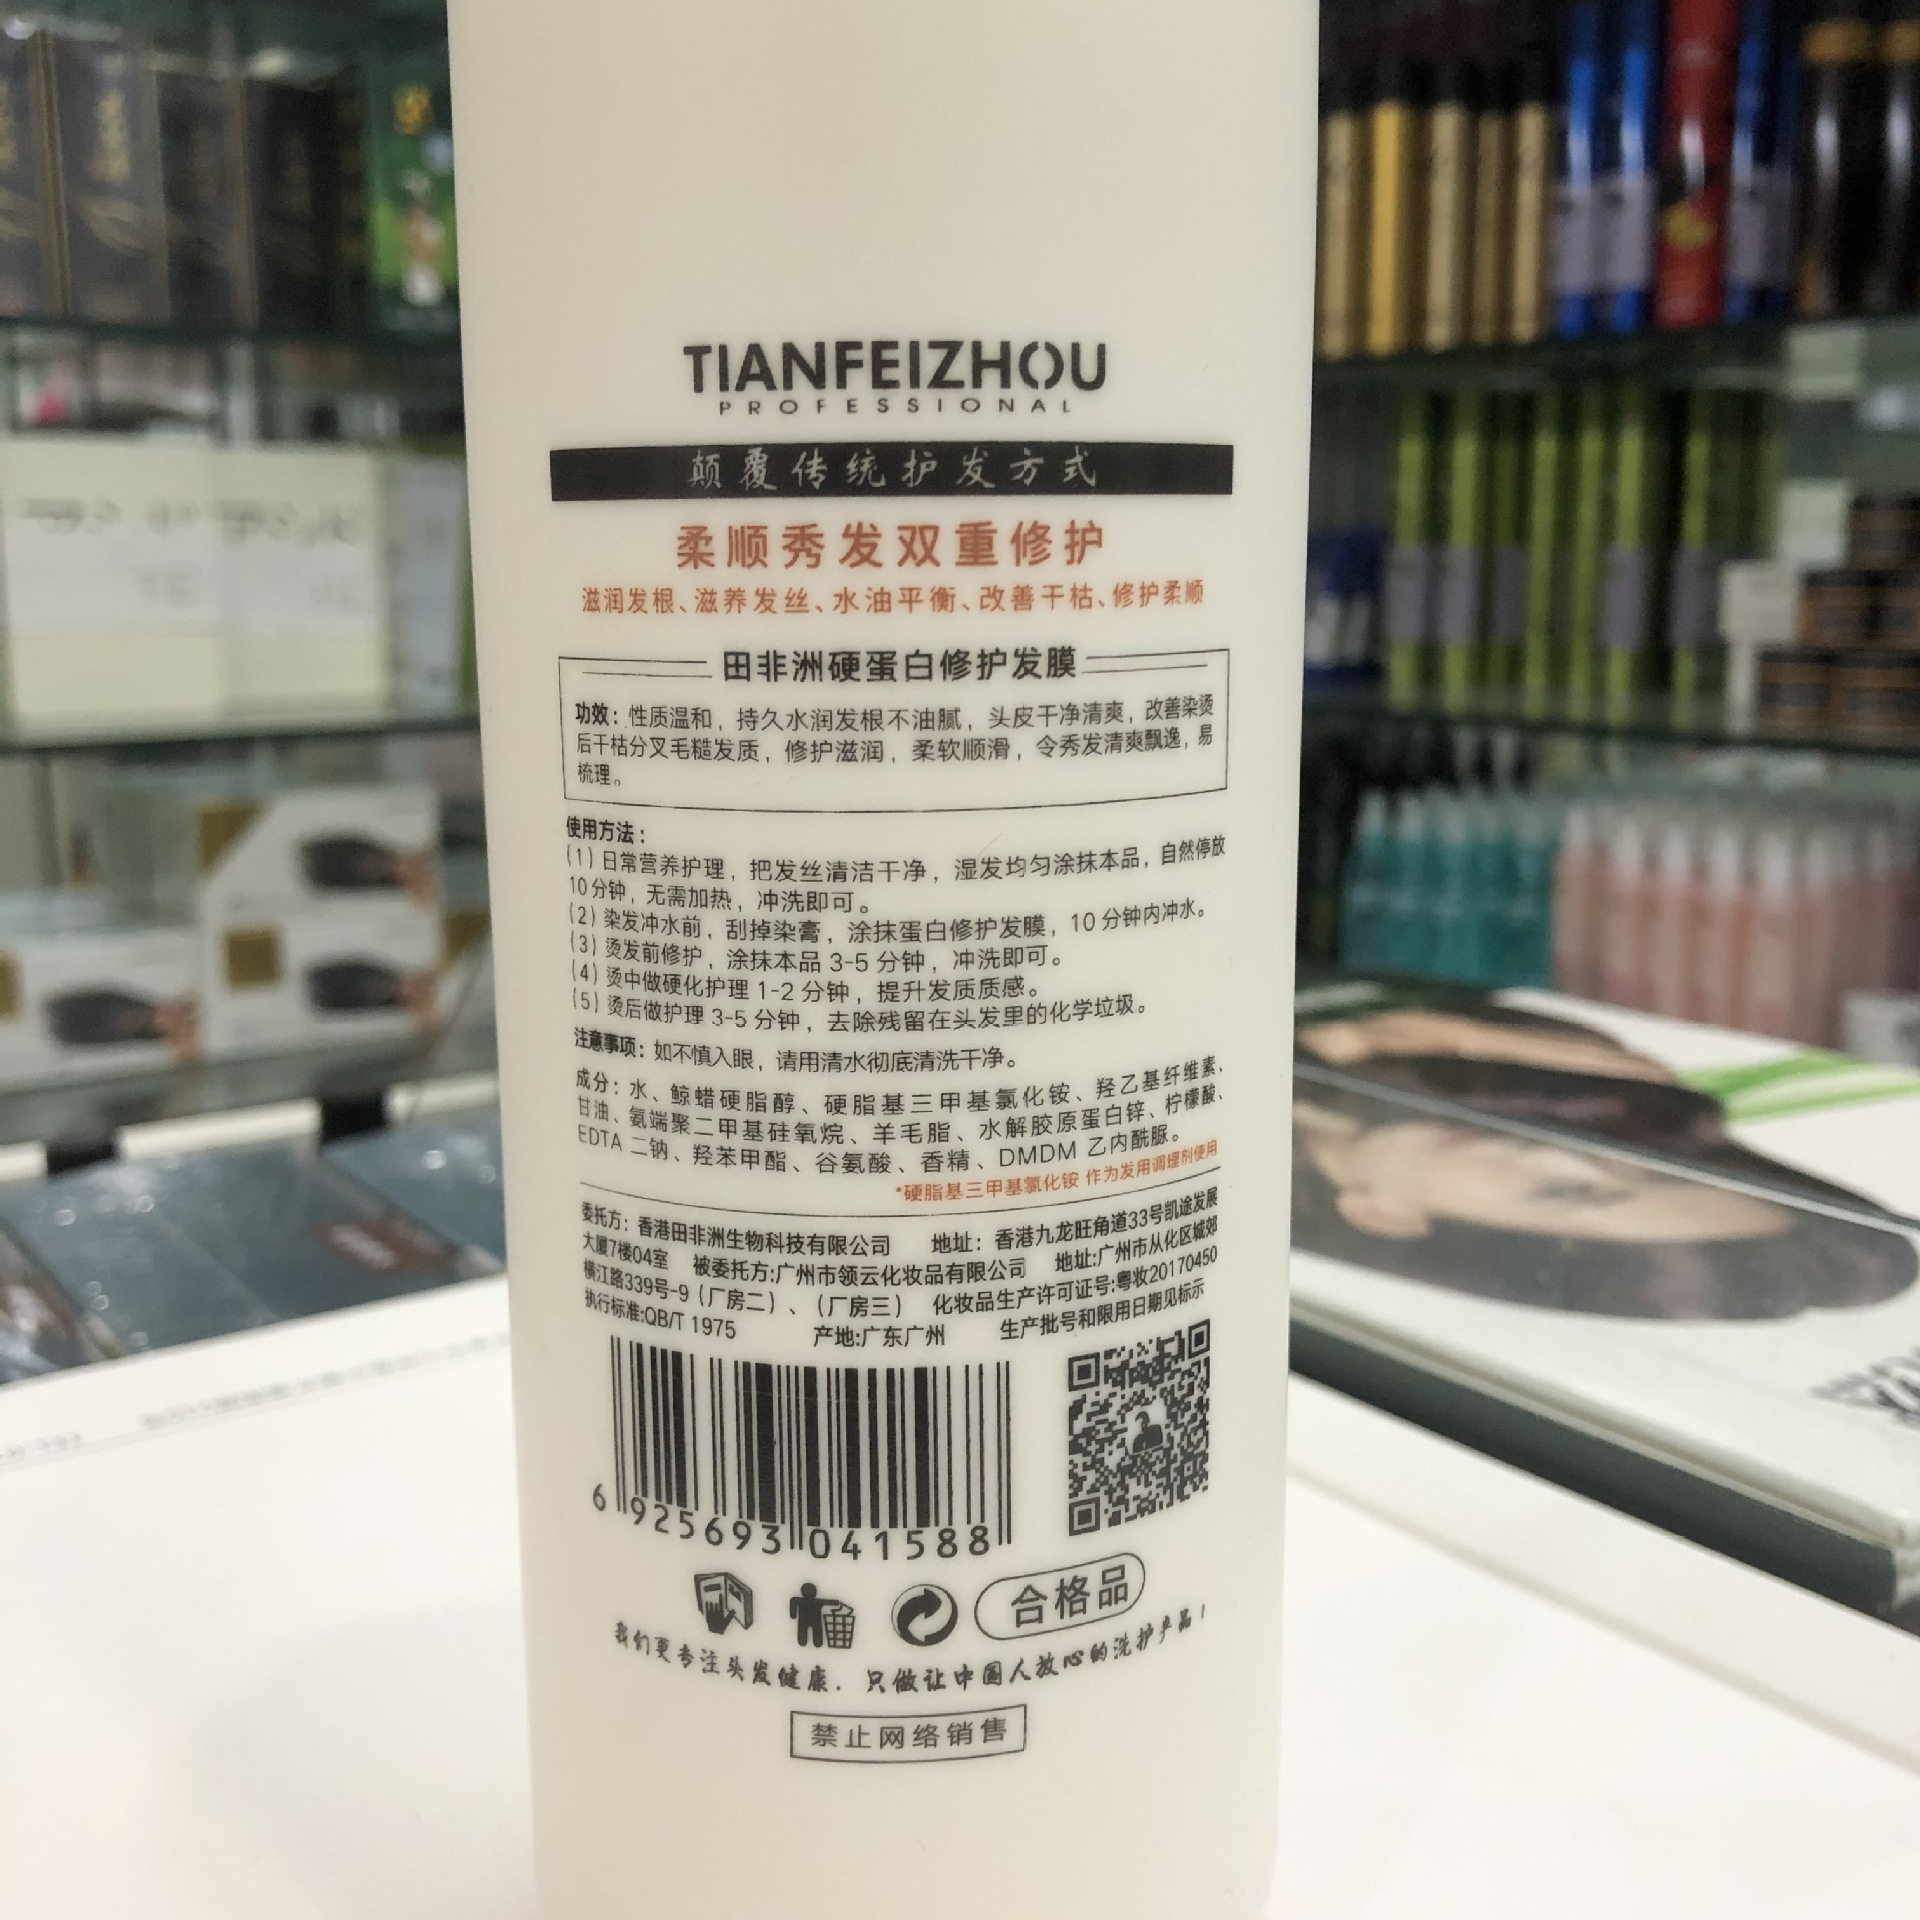 TIANFEIZHOU
PROFESSIONAL
颠覆传统护发方式
柔顺秀发双重修护
滋润发根、滋养发丝、水油平衡、改善干枯、修护柔顺
田非洲硬蛋白修护发膜
功效：性质温和，持久水润发根不油腻，头皮干净清爽，改善染烫
后干枯分叉毛糙发质，修护滋润，柔软顺滑，令秀发清爽飘逸，易
梳理。
使用方法：
(1) 日常营养护理，把发丝清洁干净，湿发均匀涂抹本品，自然停放
10分钟，无需加热，冲洗即可。
(2) 染发冲水前，刮掉染膏，涂抹蛋白修护发膜，10 分钟内冲水。
(3) 烫发前修护，涂抹本品 3-5 分钟，冲洗即可。
(4) 烫中做硬化护理 1-2 分钟，提升发质质感。
(5) 烫后做护理 3-5 分钟，去除残留在头发里的化学垃圾。
注意事项：如不慎入眼，请用清水彻底清洗干净。
成分：水、鲸蜡硬脂醇、硬脂基三甲基氯化铵、羟乙基纤维素、
甘油、氨端聚二甲基硅氧烷、羊毛脂、水解胶原蛋白锌、柠檬酸、
EDTA 二钠、羟苯甲酯、谷氨酸、香精、DMDM 乙内酰脲。
*硬脂基三甲基氯化铵 作为发用调理剂使用
委托方：香港田非洲生物科技有限公司 地址：香港九龙旺角道33号凯途发展
大厦7楼04室 被委托方:广州市领云化妆品有限公司 地址:广州市从化区城郊
横江路339号-9（厂房二）、（厂房三） 化妆品生产许可证号:粤妆20170450
执行标准:QB/T 1975 产地:广东广州 生产批号和限用日期见标示
6 925693 041588
合格品
我们更专注头发健康．只做让中国人放心的洗护产品！
禁止网络销售